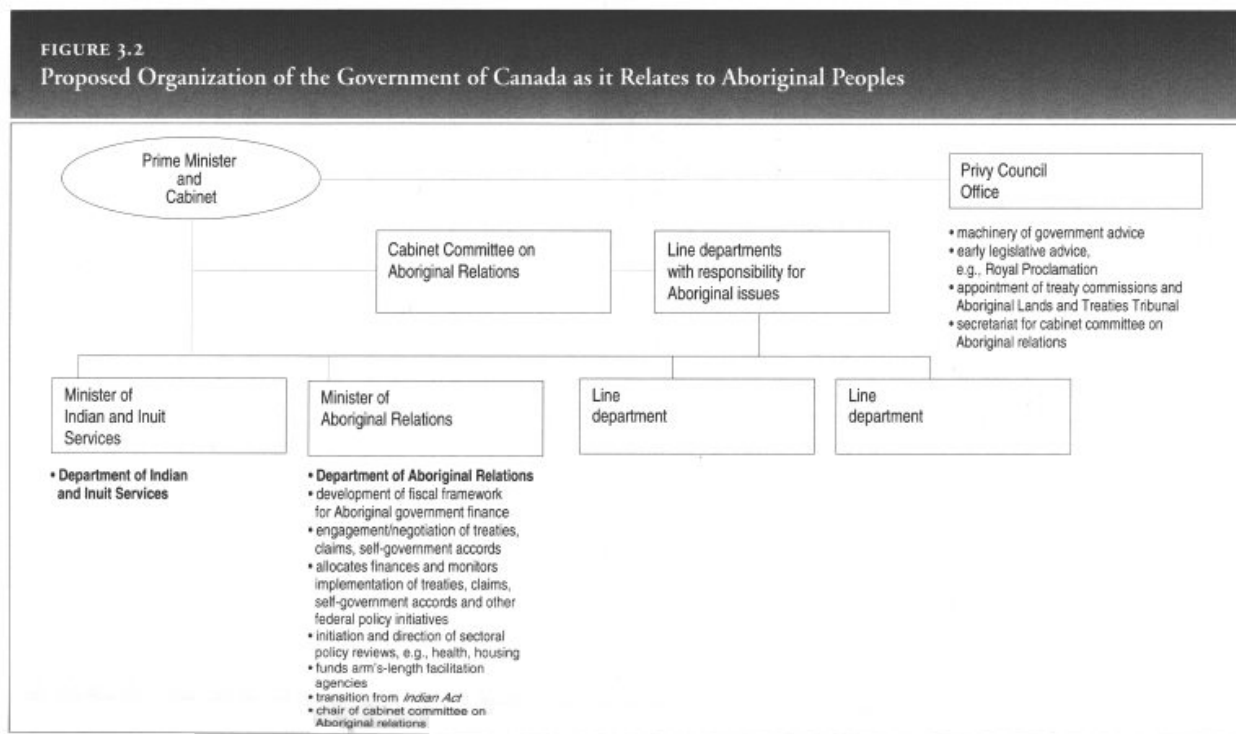 FIGURE 3.2
Proposed Organization of the Government of Canada as it Relates to Aboriginal Peoples
Prime Minister
and
Cabinet
Privy Council
Office
• machinery of government advice
• early legislative advice,
e.g., Royal Proclamation
• appointment of treaty commissions and
Aboriginal Lands and Treaties Tribunal
• secretariat for cabinet committee on
Aboriginal relations
Cabinet Committee on
Aboriginal Relations
Line departments
with responsibility for
Aboriginal issues
Minister of
Indian and Inuit
Services
• Department of Indian
and Inuit Services
Minister of
Aboriginal Relations
• Department of Aboriginal Relations
• development of fiscal framework
for Aboriginal government finance
• engagement/negotiation of treaties,
claims, self-government accords
• allocates finances and monitors
implementation of treaties, claims,
self-government accords and other
federal policy initiatives
• initiation and direction of sectoral
policy reviews, e.g., health, housing
• funds arm's-length facilitation
agencies
• transition from Indian Act
• chair of cabinet committee on
Aboriginal relations
Line
department
Line
department